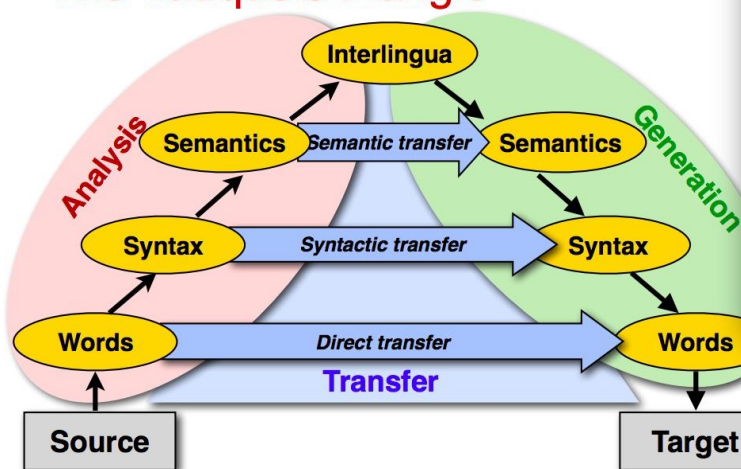 Interlingua
Analysis
Generation
Semantics
Semantic transfer
Semantics
Syntax
Syntactic transfer
Syntax
Words
Direct transfer
Words
Transfer
Source
Target